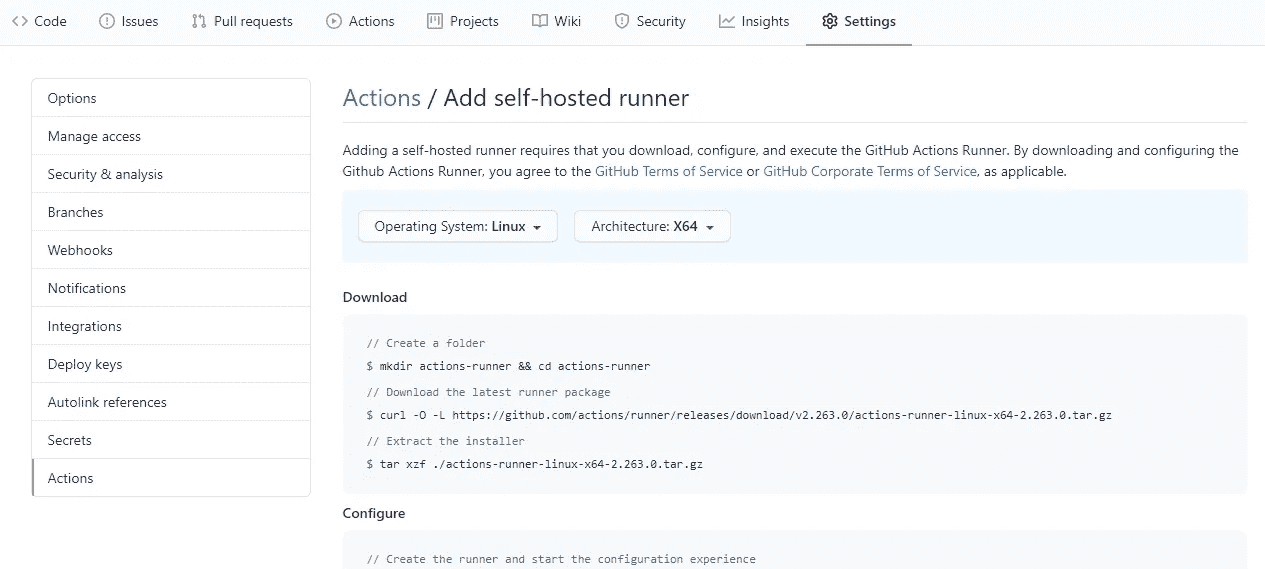 Code Issues Pull requests Actions Projects Wiki Security Insights Settings
Options
Manage access
Security & analysis
Branches
Webhooks
Notifications
Integrations
Deploy keys
Autolink references
Secrets
Actions
Actions / Add self-hosted runner
Adding a self-hosted runner requires that you download, configure, and execute the GitHub Actions Runner. By downloading and configuring the
Github Actions Runner, you agree to the GitHub Terms of Service or GitHub Corporate Terms of Service, as applicable.
Operating System: Linux Architecture: X64
Download
// Create a folder
$ mkdir actions-runner && cd actions-runner
// Download the latest runner package
$ curl -O -L https://github.com/actions/runner/releases/download/v2.263.0/actions-runner-linux-x64-2.263.0.tar.gz
// Extract the installer
$ tar xzf ./actions-runner-linux-x64-2.263.0.tar.gz
Configure
// Create the runner and start the configuration experience